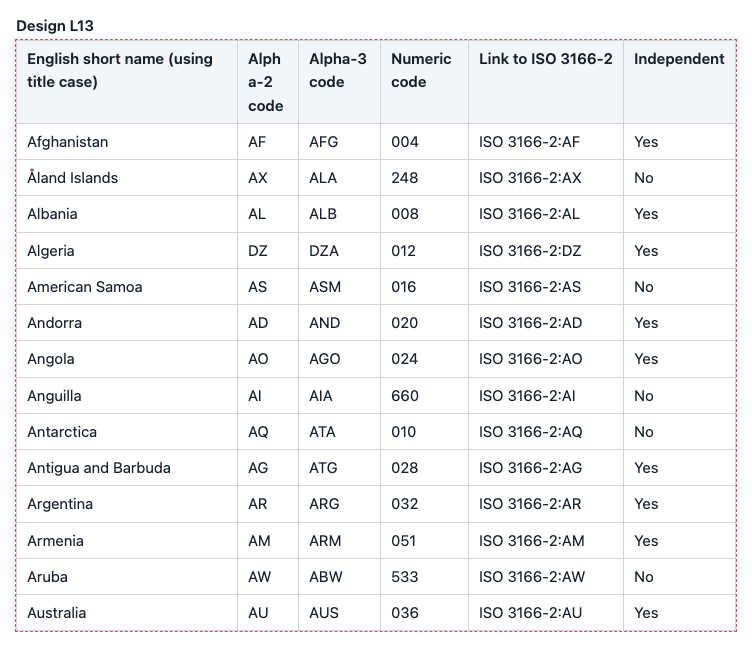 Design L13
English short name (using title case) Alpha-2 code Alpha-3 code Numeric code Link to ISO 3166-2 Independent
Afghanistan AF AFG 004 ISO 3166-2:AF Yes
Åland Islands AX ALA 248 ISO 3166-2:AX No
Albania AL ALB 008 ISO 3166-2:AL Yes
Algeria DZ DZA 012 ISO 3166-2:DZ Yes
American Samoa AS ASM 016 ISO 3166-2:AS No
Andorra AD AND 020 ISO 3166-2:AD Yes
Angola AO AGO 024 ISO 3166-2:AO Yes
Anguilla AI AIA 660 ISO 3166-2:AI No
Antarctica AQ ATA 010 ISO 3166-2:AQ No
Antigua and Barbuda AG ATG 028 ISO 3166-2:AG Yes
Argentina AR ARG 032 ISO 3166-2:AR Yes
Armenia AM ARM 051 ISO 3166-2:AM Yes
Aruba AW ABW 533 ISO 3166-2:AW No
Australia AU AUS 036 ISO 3166-2:AU Yes